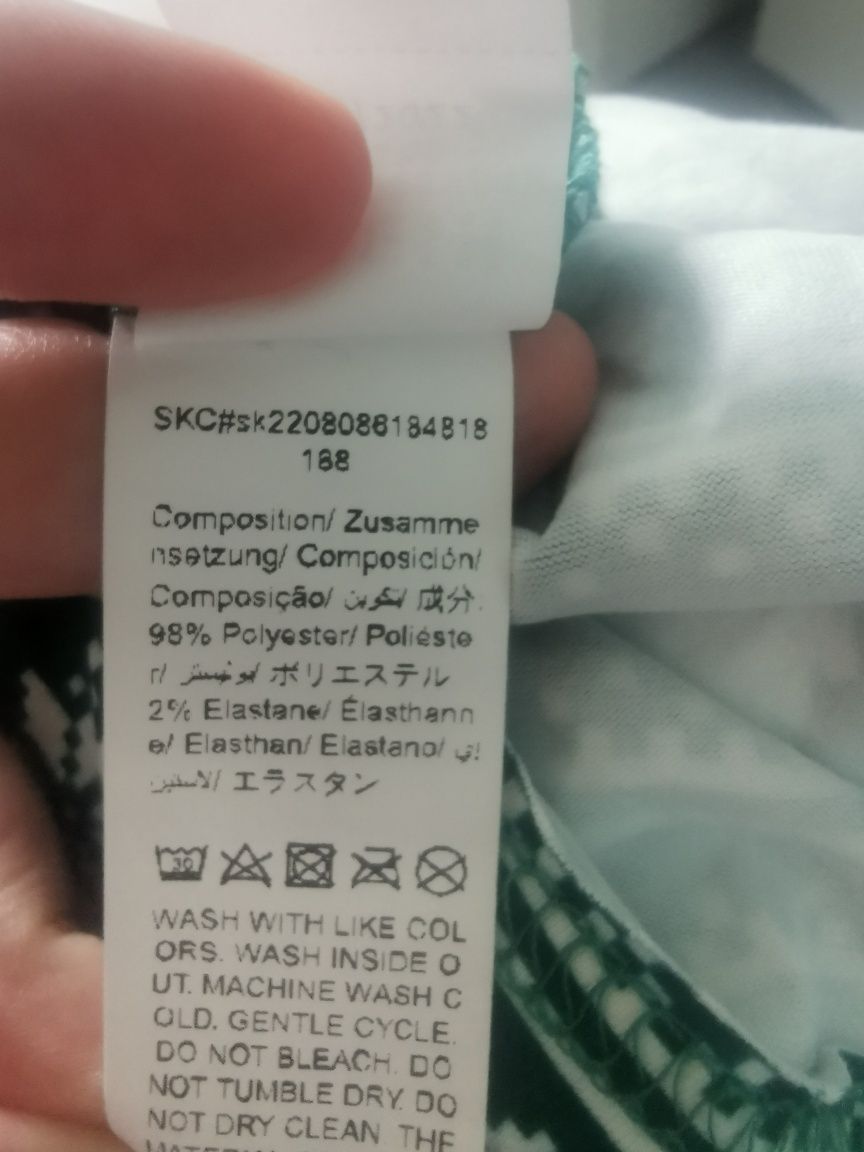 SKC#sk2208086184818
188
Composition/ Zusamme
nsetzung/ Composición/
Composição/ تكوين/ 成分.
98% Polyester/ Poliéste
r/ بوليستر/ ポリエステル
2% Elastane/ Élasthann
e/ Elasthan/ Elastano/
エラスタン
30
WASH WITH LIKE COL
ORS. WASH INSIDE O
UT. MACHINE WASH C
OLD. GENTLE CYCLE.
DO NOT BLEACH. DO
NOT TUMBLE DRY. DO
NOT DRY CLEAN. THE